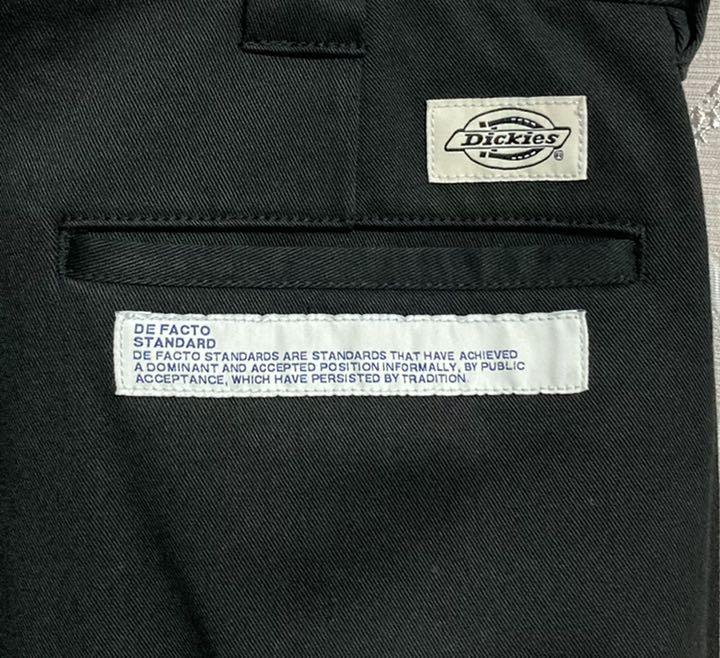 Dickies
®
DE FACTO
STANDARD
DE FACTO STANDARDS ARE STANDARDS THAT HAVE ACHIEVED
A DOMINANT AND ACCEPTED POSITION INFORMALLY, BY PUBLIC
ACCEPTANCE, WHICH HAVE PERSISTED BY TRADITION.